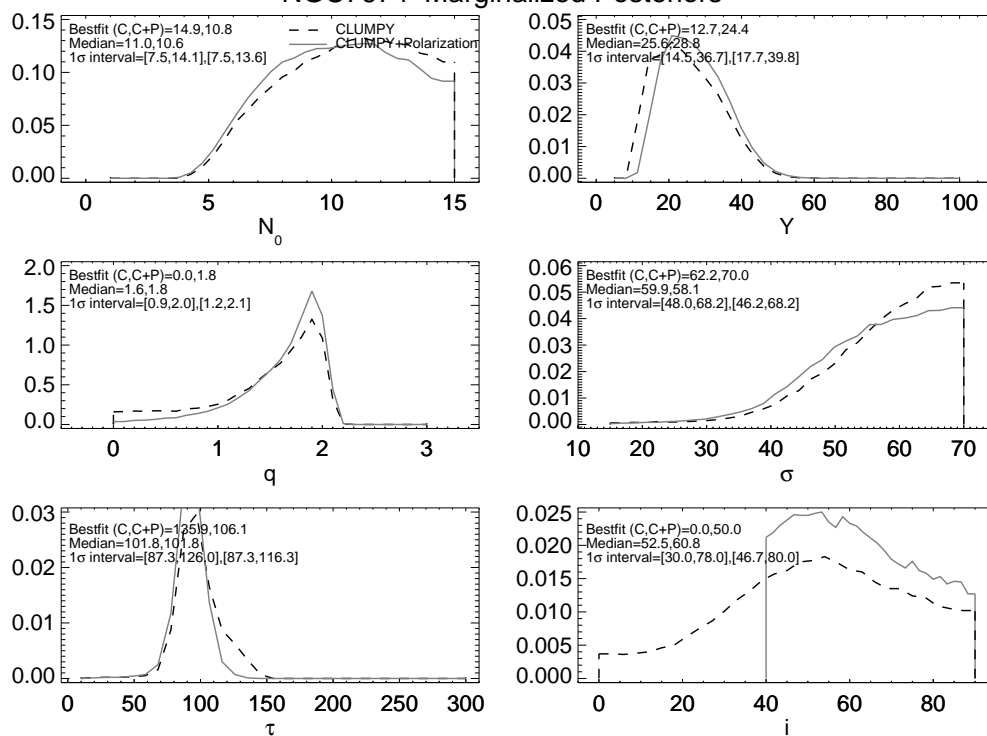 Marginalized Posteriors
Bestfit (C,C+P)=14.9,10.8
Median=11.0,10.6
1σ interval=[7.5,14.1],[7.5,13.6]
CLUMPY
CLUMPY+Polarization
0.15
0.10
0.05
0.00
0 5 10 15
N0
Bestfit (C,C+P)=12.7,24.4
Median=25.6,28.8
1σ interval=[14.5,36.7],[17.7,39.8]
0.05
0.04
0.03
0.02
0.01
0.00
0 20 40 60 80 100
Y
Bestfit (C,C+P)=0.0,1.8
Median=1.6,1.8
1σ interval=[0.9,2.0],[1.2,2.1]
2.0
1.5
1.0
0.5
0.0
0 1 2 3
q
Bestfit (C,C+P)=62.2,70.0
Median=59.9,58.1
1σ interval=[48.0,68.2],[46.2,68.2]
0.06
0.05
0.04
0.03
0.02
0.01
0.00
10 20 30 40 50 60 70
σ
Bestfit (C,C+P)=135.9,106.1
Median=101.8,101.8
1σ interval=[87.3,126.0],[87.3,116.3]
0.03
0.02
0.01
0.00
0 50 100 150 200 250 300
τ
Bestfit (C,C+P)=0.0,50.0
Median=52.5,60.8
1σ interval=[30.0,78.0],[46.7,80.0]
0.025
0.020
0.015
0.010
0.005
0.000
0 20 40 60 80
i